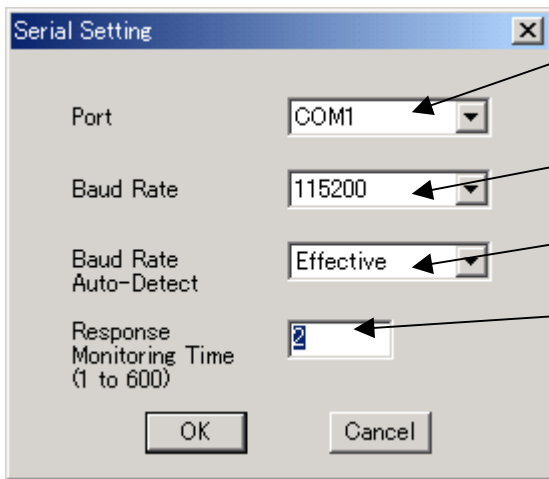 Serial Setting
Port
COM1
Baud Rate
115200
Baud Rate
Auto-Detect
Effective
Response
Monitoring Time
(1 to 600)
2
OK
Cancel